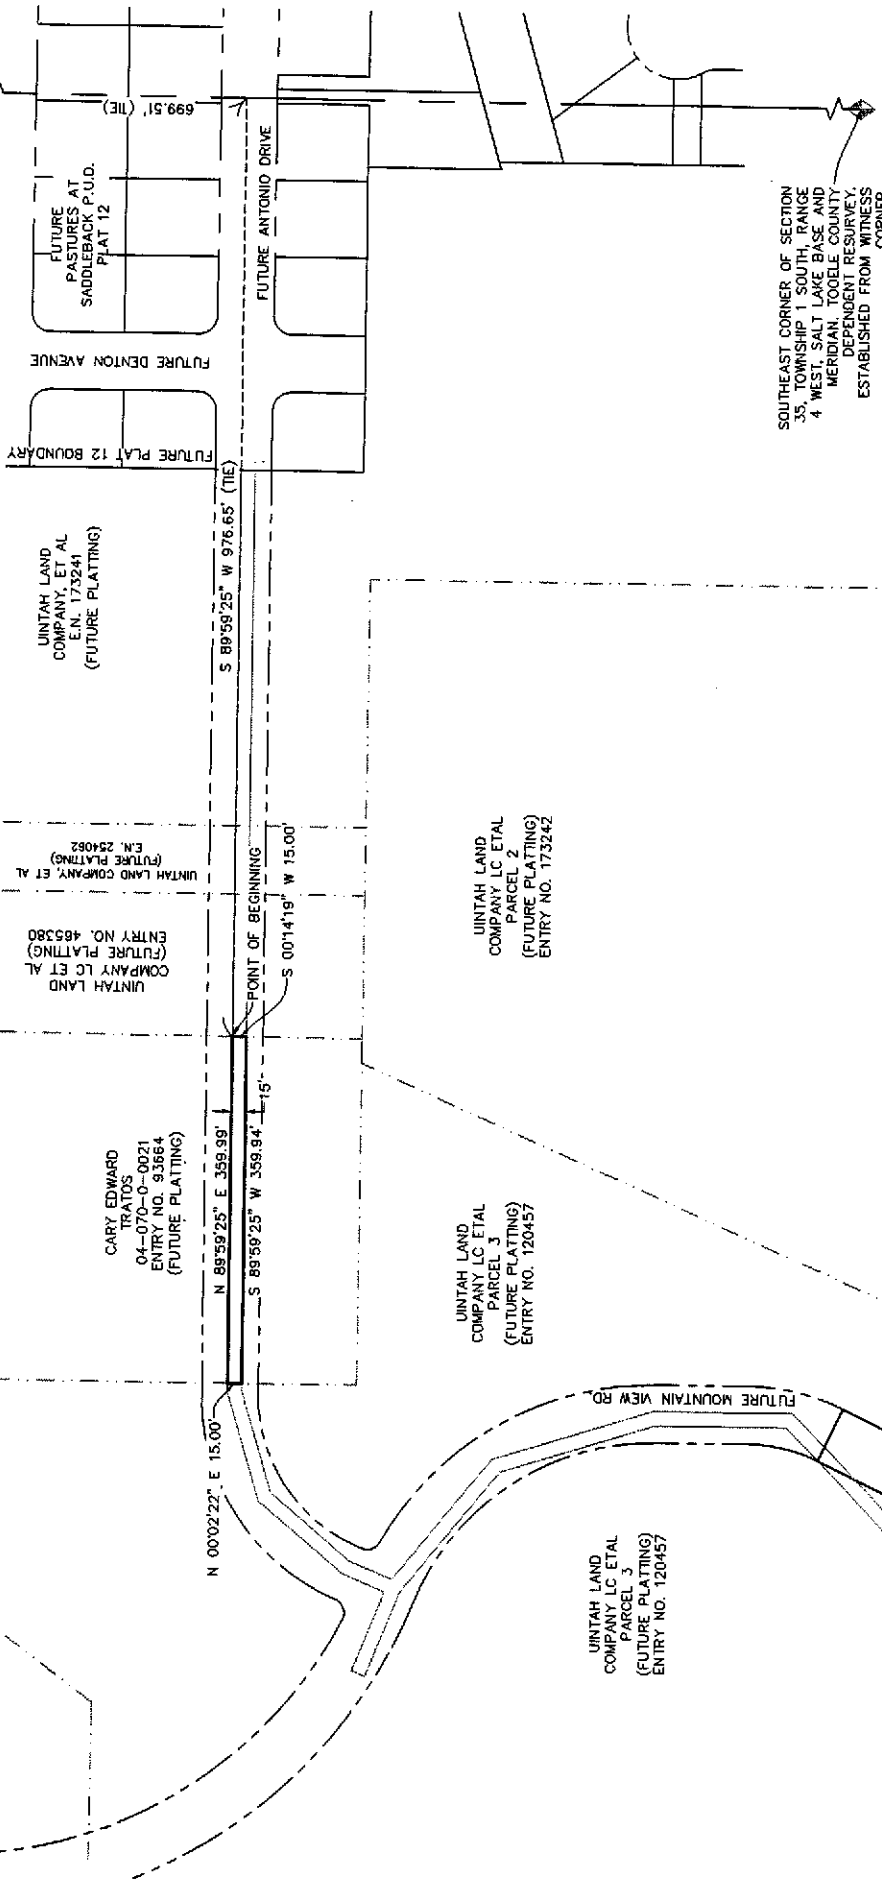 699.51' (TIE)
FUTURE
PASTURES AT
SADDLEBACK P.U.D.
PLAT 12
FUTURE ANTONIO DRIVE
FUTURE DENTON AVENUE
FUTURE PLAT 12 BOUNDARY
SOUTHEAST CORNER OF SECTION
35, TOWNSHIP 1 SOUTH, RANGE
4 WEST, SALT LAKE BASE AND
MERIDIAN, TOOELE COUNTY
DEPENDENT RESURVEY,
ESTABLISHED FROM WITNESS
CORNER
UINTAH LAND
COMPANY, ET AL
E.N. 173241
(FUTURE PLATTING)
S 89°59'25" W 976.65' (TIE)
UINTAH LAND COMPANY, ET AL
(FUTURE PLATTING)
E.N. 254062
UINTAH LAND
COMPANY LC ET AL
(FUTURE PLATTING)
ENTRY NO. 465380
POINT OF BEGINNING
S 00°14'19" W 15.00'
UINTAH LAND
COMPANY LC ETAL
PARCEL 2
(FUTURE PLATTING)
ENTRY NO. 173242
CARY EDWARD
TRATOS
04-070-0-0021
ENTRY NO. 93664
(FUTURE PLATTING)
N 89°59'25" E 359.99'
S 89°59'25" W 359.94'
15'
N 00°02'22" E 15.00'
UINTAH LAND
COMPANY LC ETAL
PARCEL 3
(FUTURE PLATTING)
ENTRY NO. 120457
FUTURE MOUNTAIN VIEW RD
UINTAH LAND
COMPANY LC ETAL
PARCEL 3
(FUTURE PLATTING)
ENTRY NO. 120457